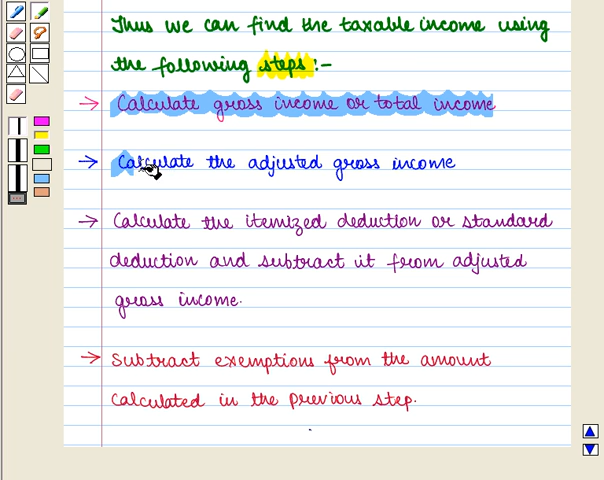 Thus we can find the taxable income using
the following steps :-
→ Calculate gross income or total income
→ Calculate the adjusted gross income
→ Calculate the itemized deduction or standard
deduction and subtract it from adjusted
gross income.
→ Subtract exemptions from the amount
calculated in the previous step.